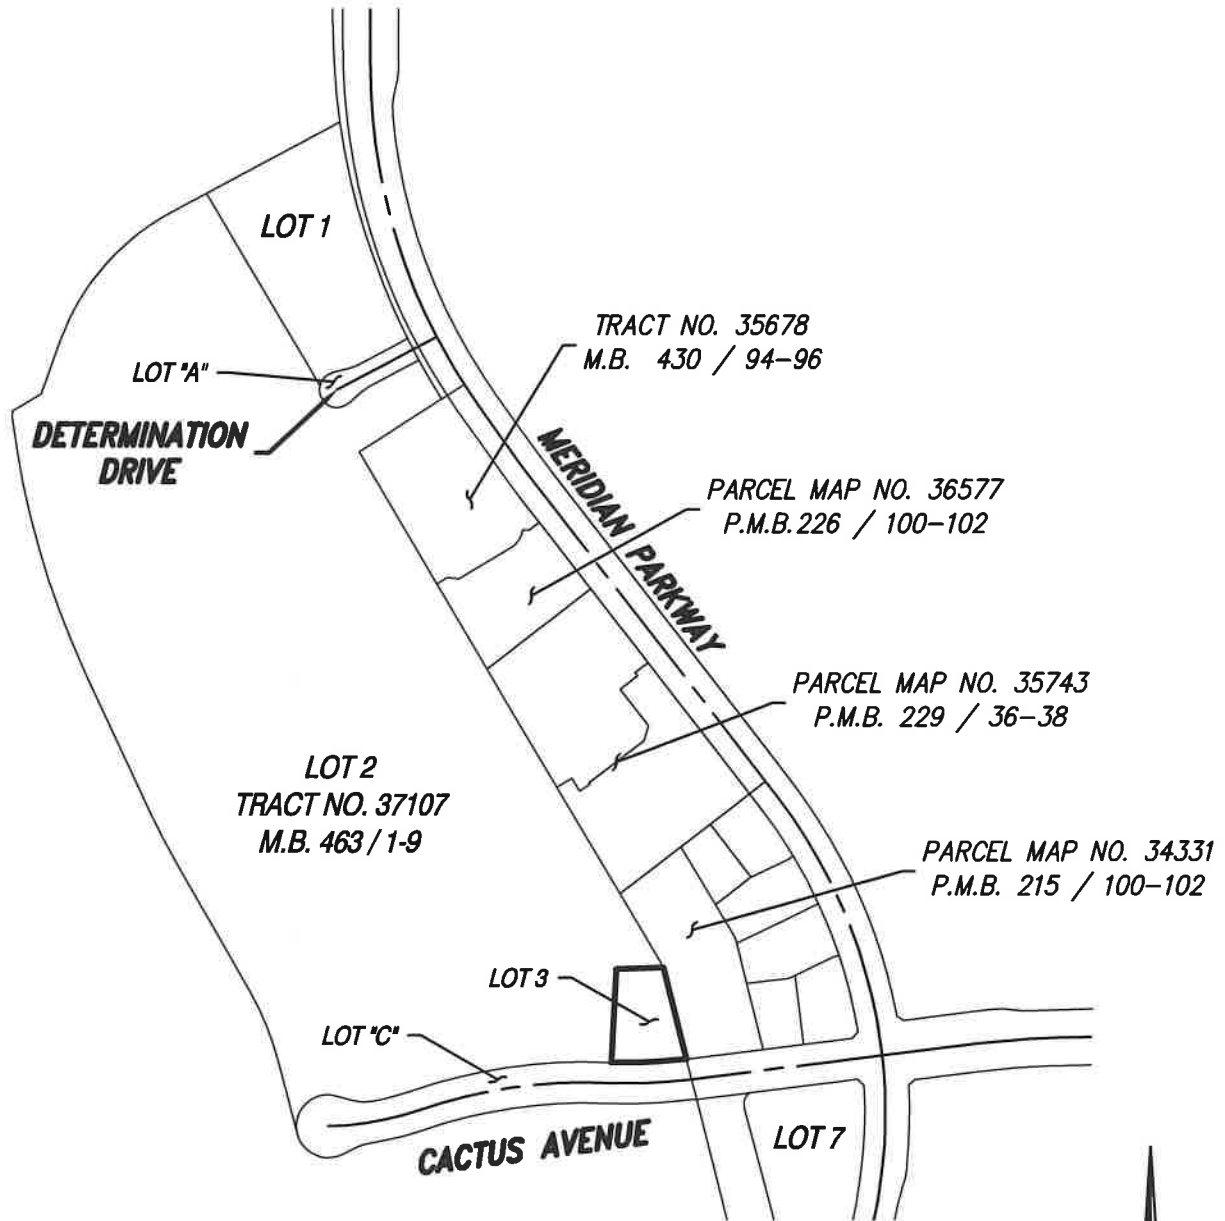 LOT 1
TRACT NO. 35678
M.B. 430 / 94-96
LOT "A"
DETERMINATION
DRIVE
MERIDIAN PARKWAY
PARCEL MAP NO. 36577
P.M.B. 226 / 100-102
PARCEL MAP NO. 35743
P.M.B. 229 / 36-38
LOT 2
TRACT NO. 37107
M.B. 463 / 1-9
PARCEL MAP NO. 34331
P.M.B. 215 / 100-102
LOT 3
LOT "C"
CACTUS AVENUE
LOT 7